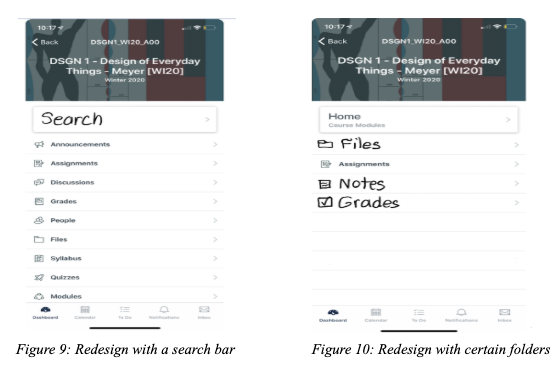 10:17
Back DSGN1_WI20_A00
DSGN 1 - Design of Everyday
Things - Meyer [WI20]
Winter 2020
Search
Announcements
Assignments
Discussions
Grades
People
Files
Syllabus
Quizzes
Modules
Dashboard Calendar To Do Notifications Inbox
Figure 9: Redesign with a search bar
10:17
Back DSGN1_WI20_A00
DSGN 1 - Design of Everyday
Things - Meyer [WI20]
Winter 2020
Home
Course Modules
Files
Assignments
Notes
Grades
Dashboard Calendar To Do Notifications Inbox
Figure 10: Redesign with certain folders